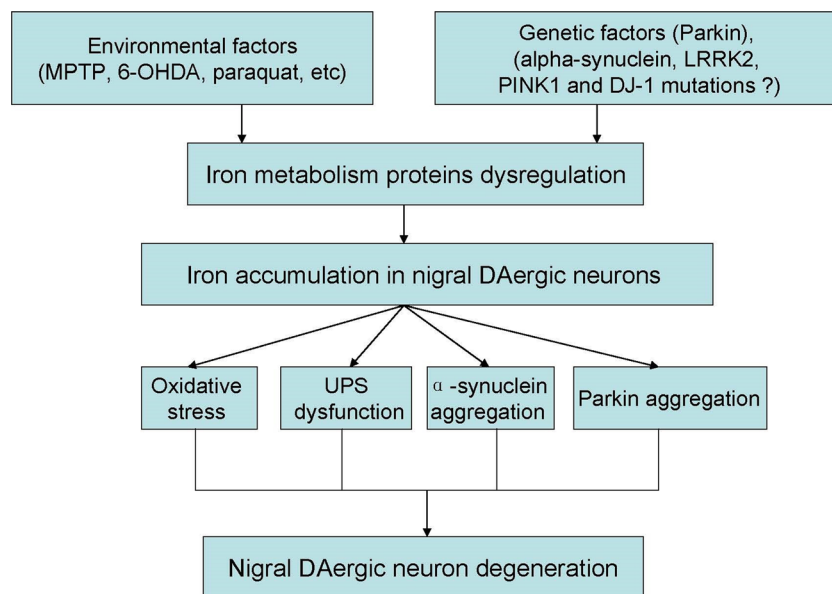 Environmental factors
(MPTP, 6-OHDA, paraquat, etc)
Genetic factors (Parkin),
(alpha-synuclein, LRRK2,
PINK1 and DJ-1 mutations ?)
Iron metabolism proteins dysregulation
Iron accumulation in nigral DAergic neurons
Oxidative
stress
UPS
dysfunction
α -synuclein
aggregation
Parkin aggregation
Nigral DAergic neuron degeneration